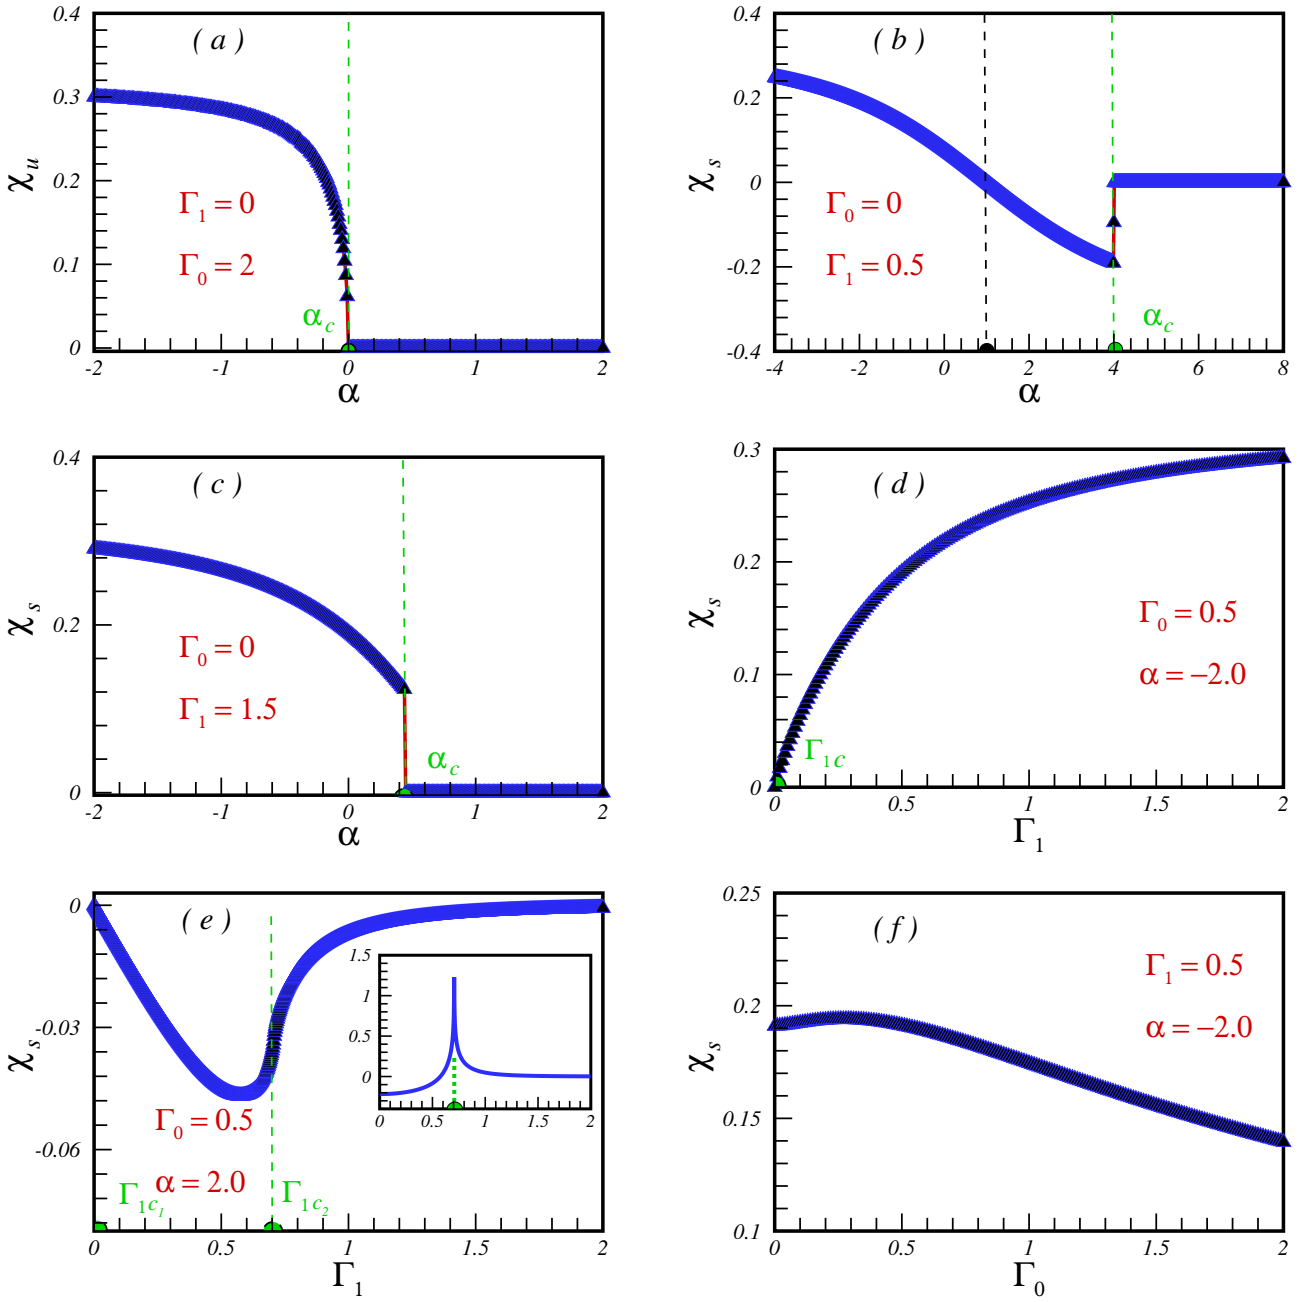 ( a )
0.4
0.3
0.2
0.1
0
χu
Γ1 = 0
Γ0 = 2
αc
-2 -1 0 1 2
α
( b )
0.4
0.2
0
-0.2
-0.4
χs
Γ0 = 0
Γ1 = 0.5
αc
-4 -2 0 2 4 6 8
α
( c )
0.4
0.2
0
χs
Γ0 = 0
Γ1 = 1.5
αc
-2 -1 0 1 2
α
( d )
0.3
0.2
0.1
0
χs
Γ0 = 0.5
α = −2.0
Γ1c
0 0.5 1 1.5 2
Γ1
( e )
0
-0.03
-0.06
χs
1.5
1
0.5
0
0 0.5 1 1.5 2
Γ0 = 0.5
α = 2.0
Γ1c1
Γ1c2
0 0.5 1 1.5 2
Γ1
( f )
0.25
0.2
0.15
0.1
χs
Γ1 = 0.5
α = −2.0
0 0.5 1 1.5 2
Γ0